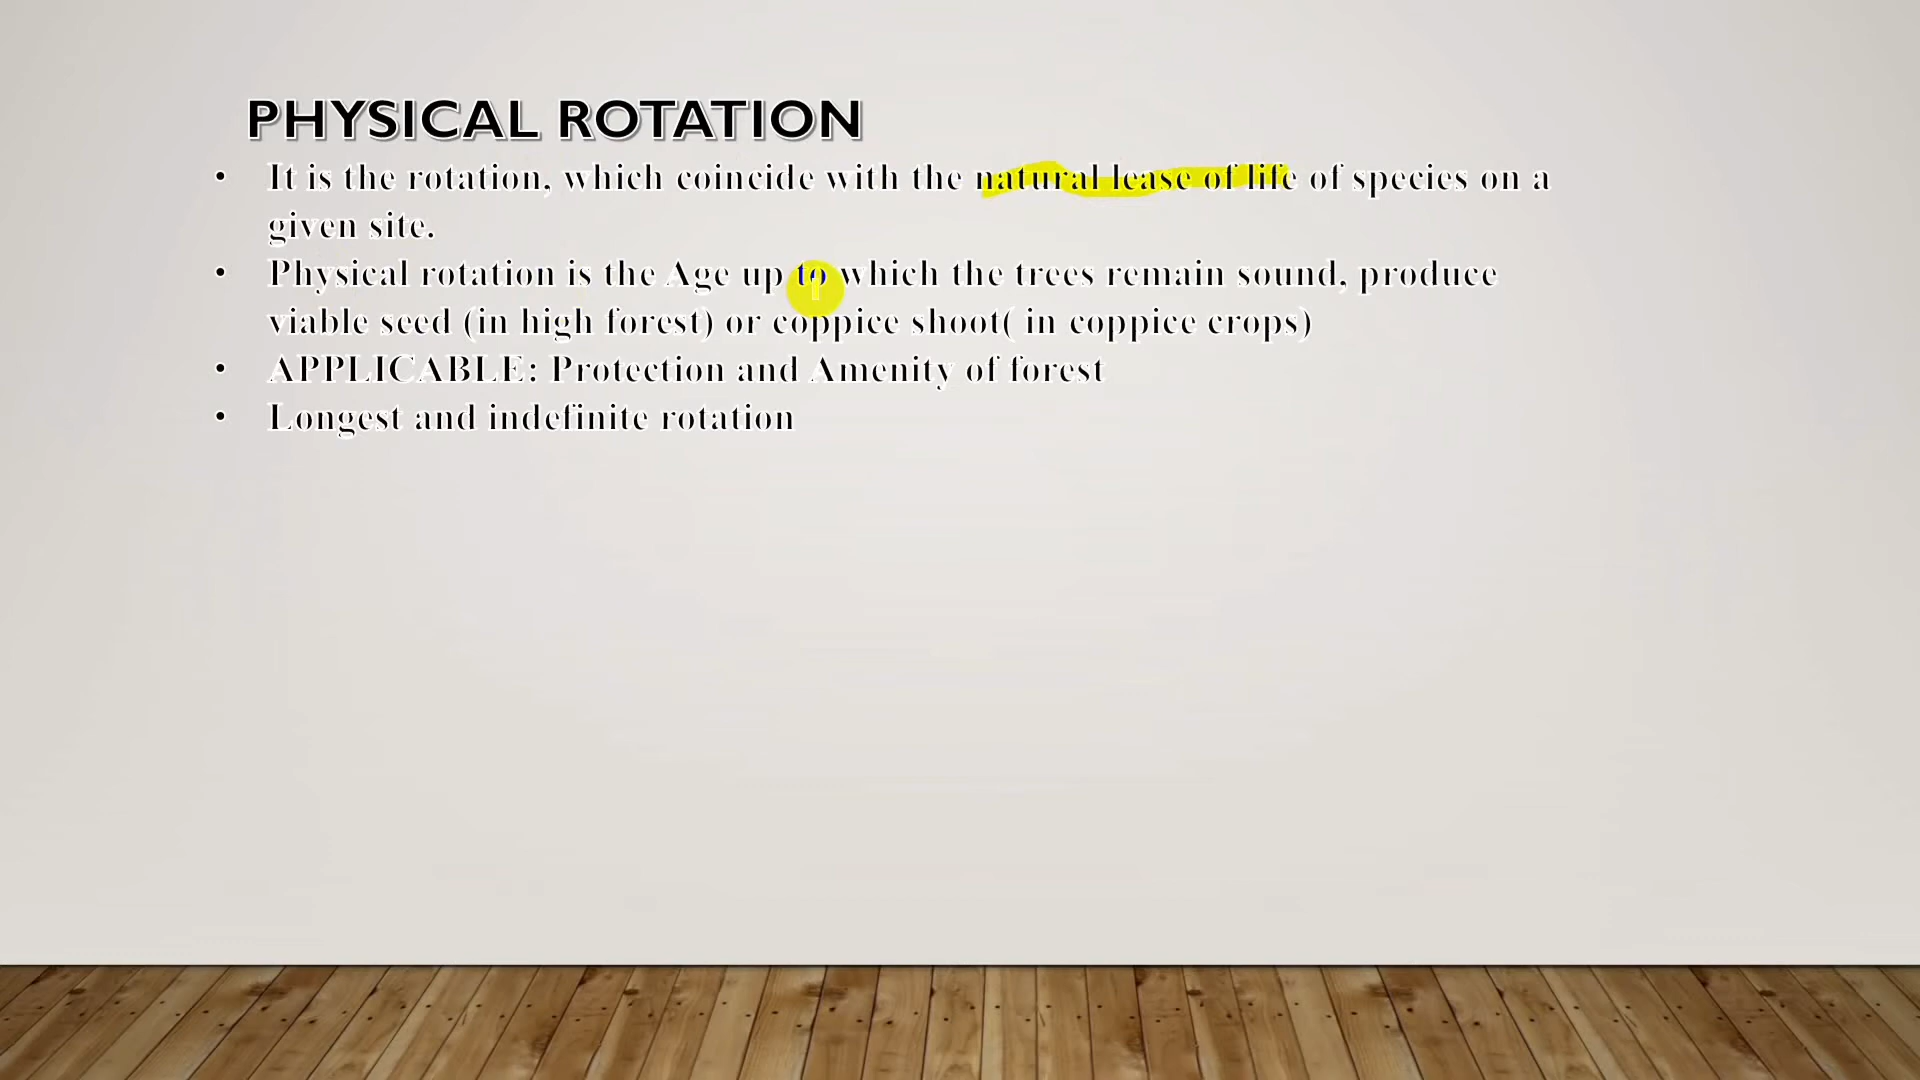 PHYSICAL ROTATION
• It is the rotation, which coincide with the natural lease of life of species on a
given site.
• Physical rotation is the Age up to which the trees remain sound, produce
viable seed (in high forest) or coppice shoot( in coppice crops)
• APPLICABLE: Protection and Amenity of forest
• Longest and indefinite rotation